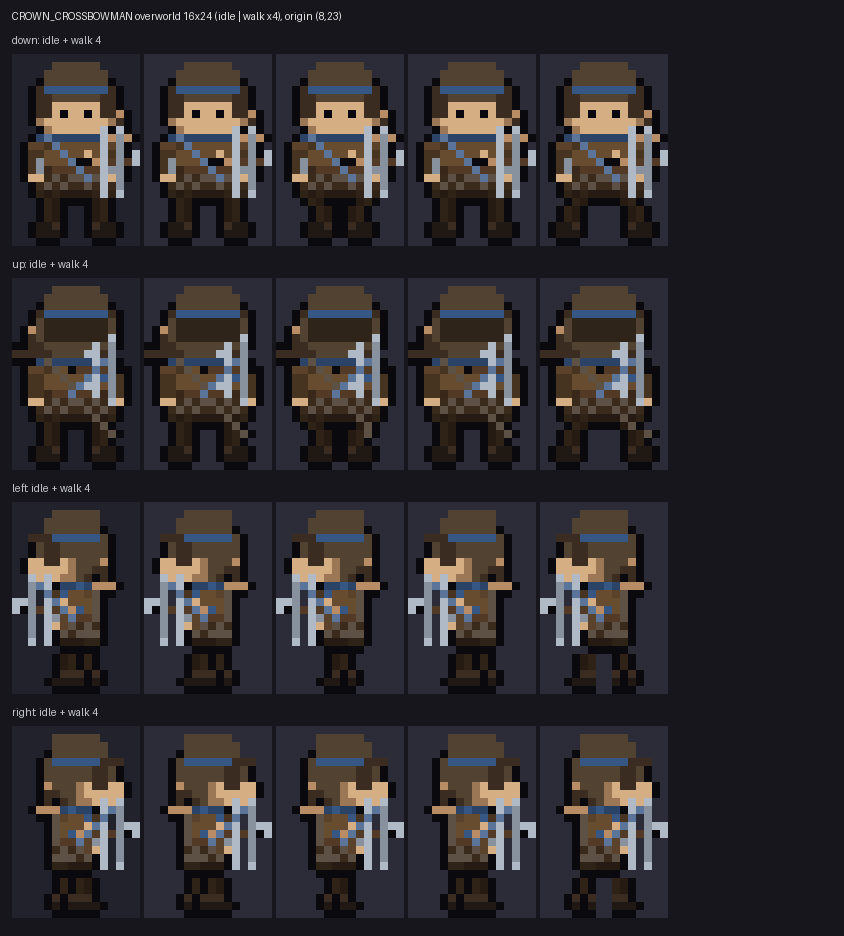 CROWN_CROSSBOWMAN overworld 16x24 (idle | walk x4), origin (8,23)
down: idle + walk 4
up: idle + walk 4
left: idle + walk 4
right: idle + walk 4